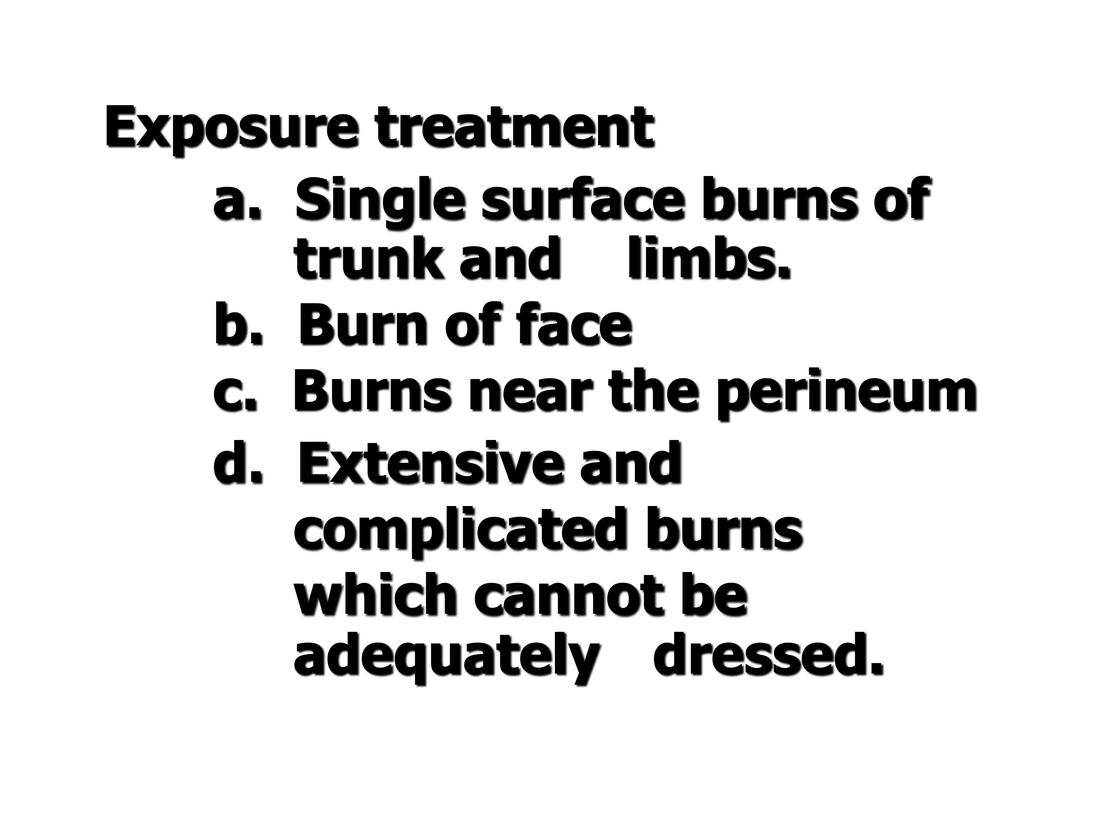 Exposure treatment
a. Single surface burns of
trunk and limbs.
b. Burn of face
c. Burns near the perineum
d. Extensive and
complicated burns
which cannot be
adequately dressed.